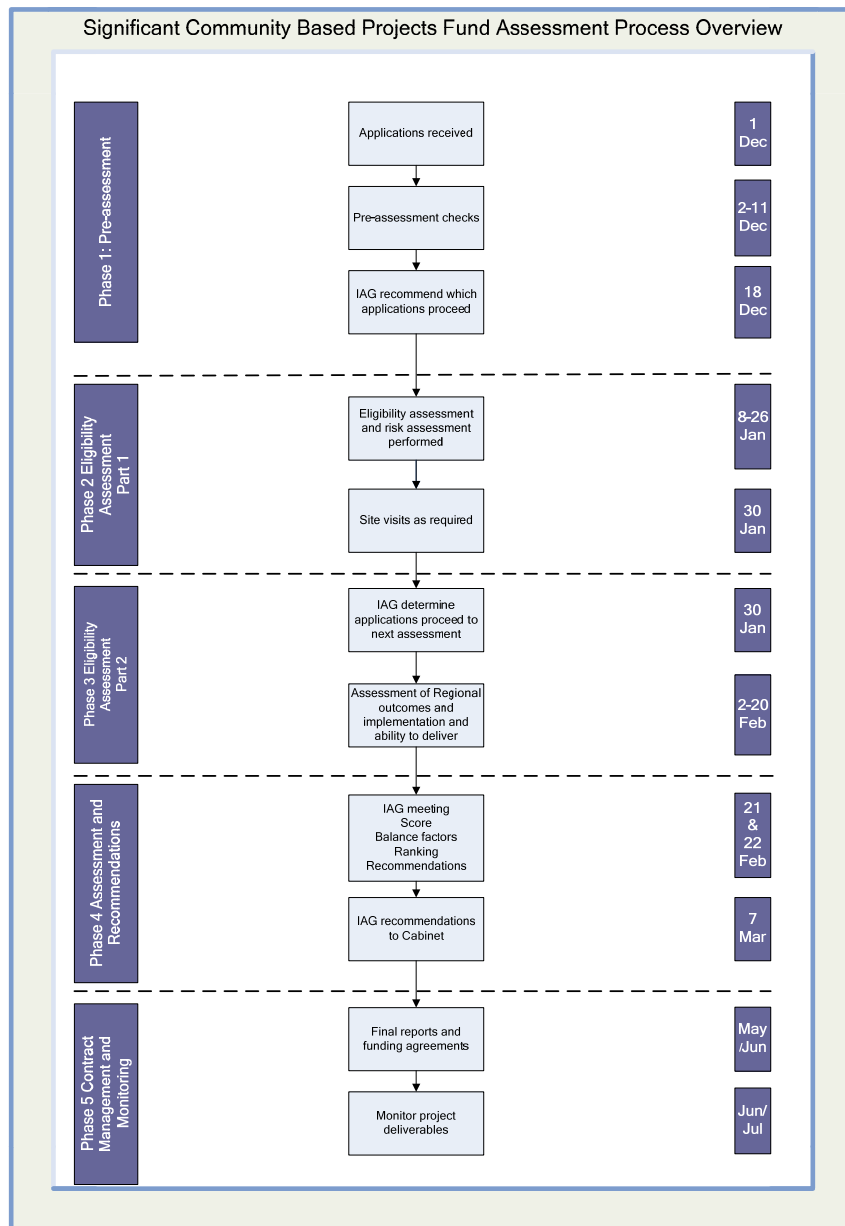 Significant Community Based Projects Fund Assessment Process Overview
Phase 1: Pre-assessment
Applications received
1
Dec
Pre-assessment checks
2-11
Dec
IAG recommend which
applications proceed
18
Dec
Phase 2 Eligibility
Assessment
Part 1
Eligibility assessment
and risk assessment
performed
8-26
Jan
Site visits as required
30
Jan
Phase 3 Eligibility
Assessment
Part 2
IAG determine
applications proceed to
next assessment
30
Jan
Assessment of Regional
outcomes and
implementation and
ability to deliver
2-20
Feb
Phase 4 Assessment and
Recommendations
IAG meeting
Score
Balance factors
Ranking
Recommendations
21
&
22
Feb
IAG recommendations
to Cabinet
7
Mar
Phase 5 Contract
Management and
Monitoring
Final reports and
funding agreements
May
/Jun
Monitor project
deliverables
Jun/
Jul